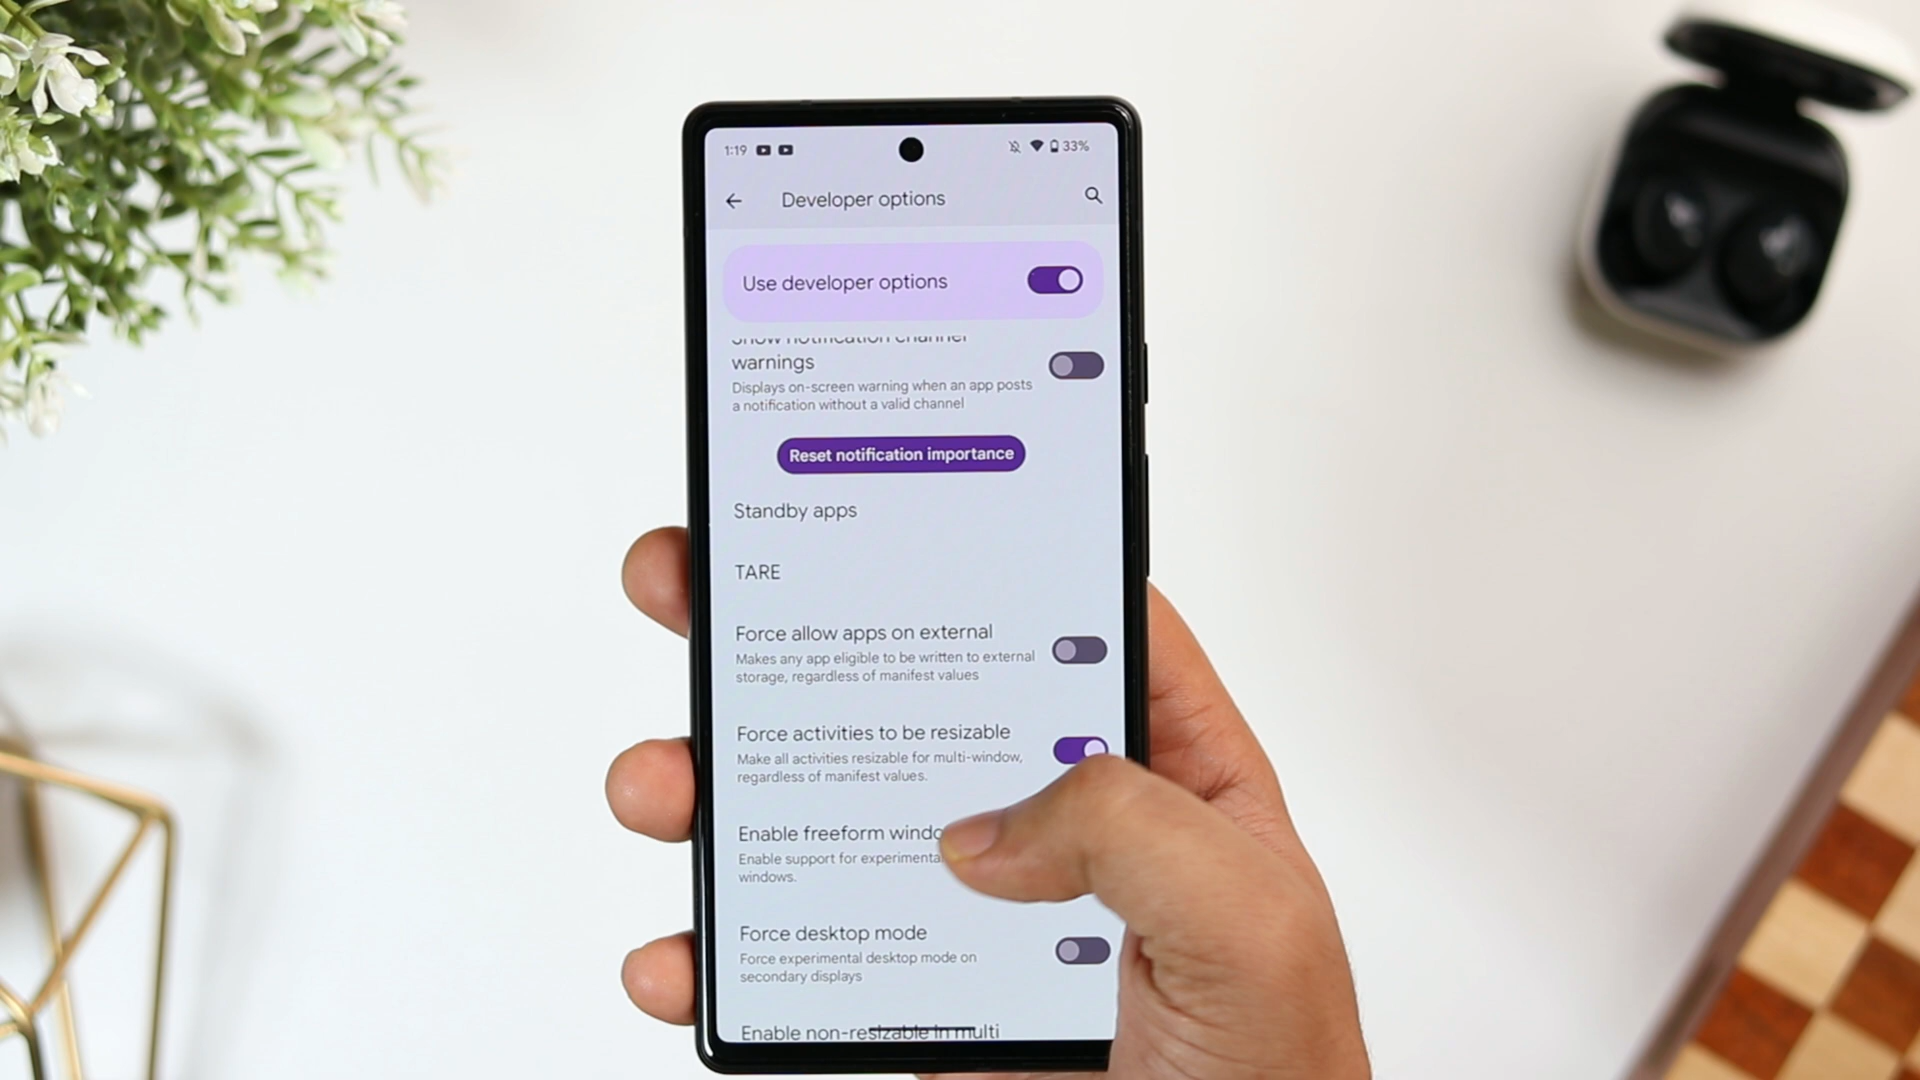 1:19
33%
Developer options
Use developer options
Show notification channel
warnings
Displays on-screen warning when an app posts
a notification without a valid channel
Reset notification importance
Standby apps
TARE
Force allow apps on external
Makes any app eligible to be written to external
storage, regardless of manifest values
Force activities to be resizable
Make all activities resizable for multi-window,
regardless of manifest values.
Enable freeform
Enable support for
windows.
Force desktop mode
Force experimental desktop mode on
secondary displays
Enable non-resizable in multi